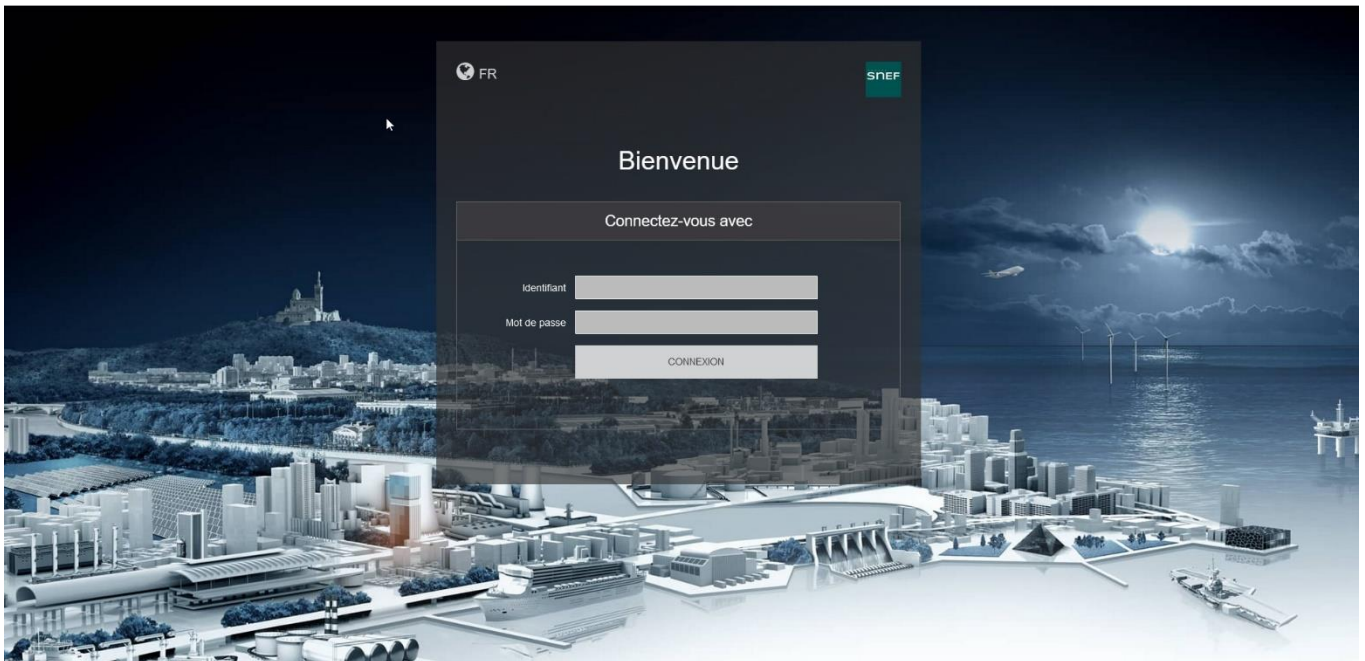 FR
SNEF
Bienvenue
Connectez-vous avec
Identifiant
Mot de passe
CONNEXION